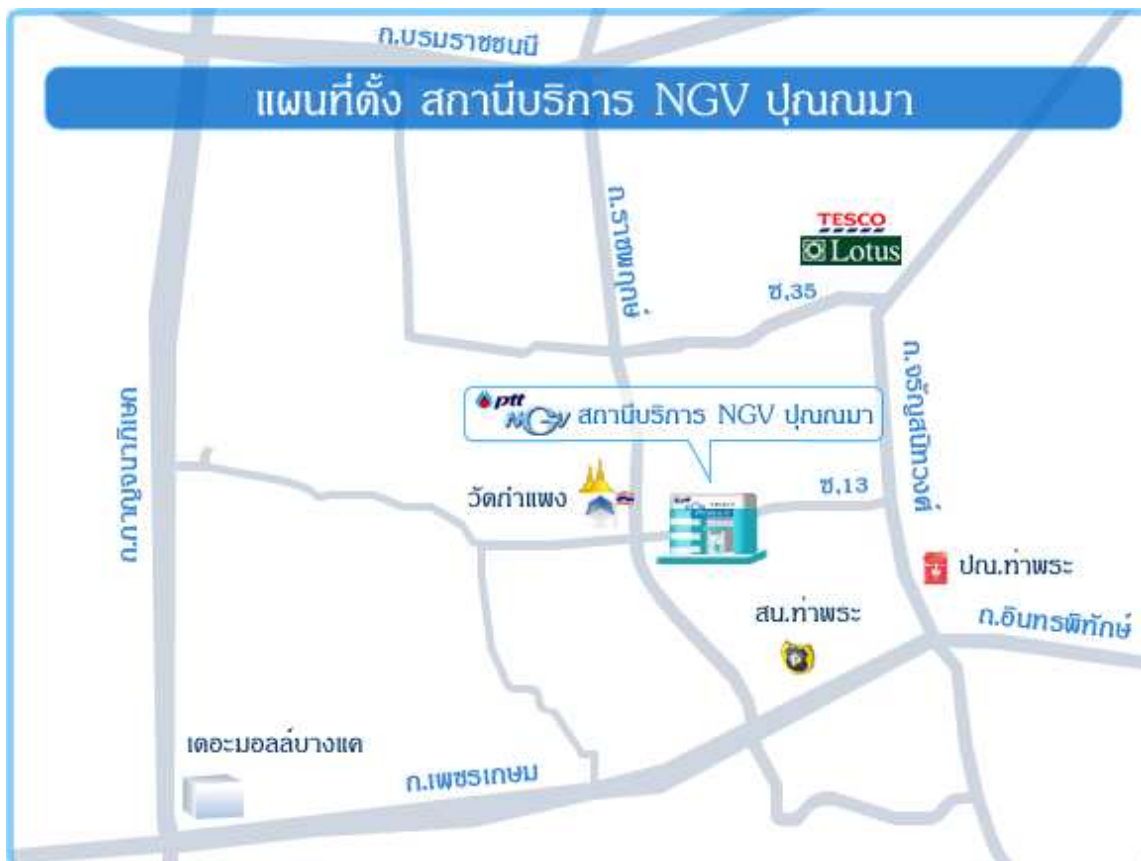 ถ.บรมราชชนนี
แผนที่ตั้ง สถานีบริการ NGV ปุณณมา
ถ.ราชพฤกษ์
TESCO
Lotus
ซ.35
ถ.จรัญสนิทวงศ์
ถ.กาญจนาภิเษก
ptt
NGV สถานีบริการ NGV ปุณณมา
วัดกำแพง
ซ.13
ปณ.ท่าพระ
สน.ท่าพระ
ถ.อินทรพิทักษ์
เดอะมอลล์บางแค
ถ.เพชรเกษม